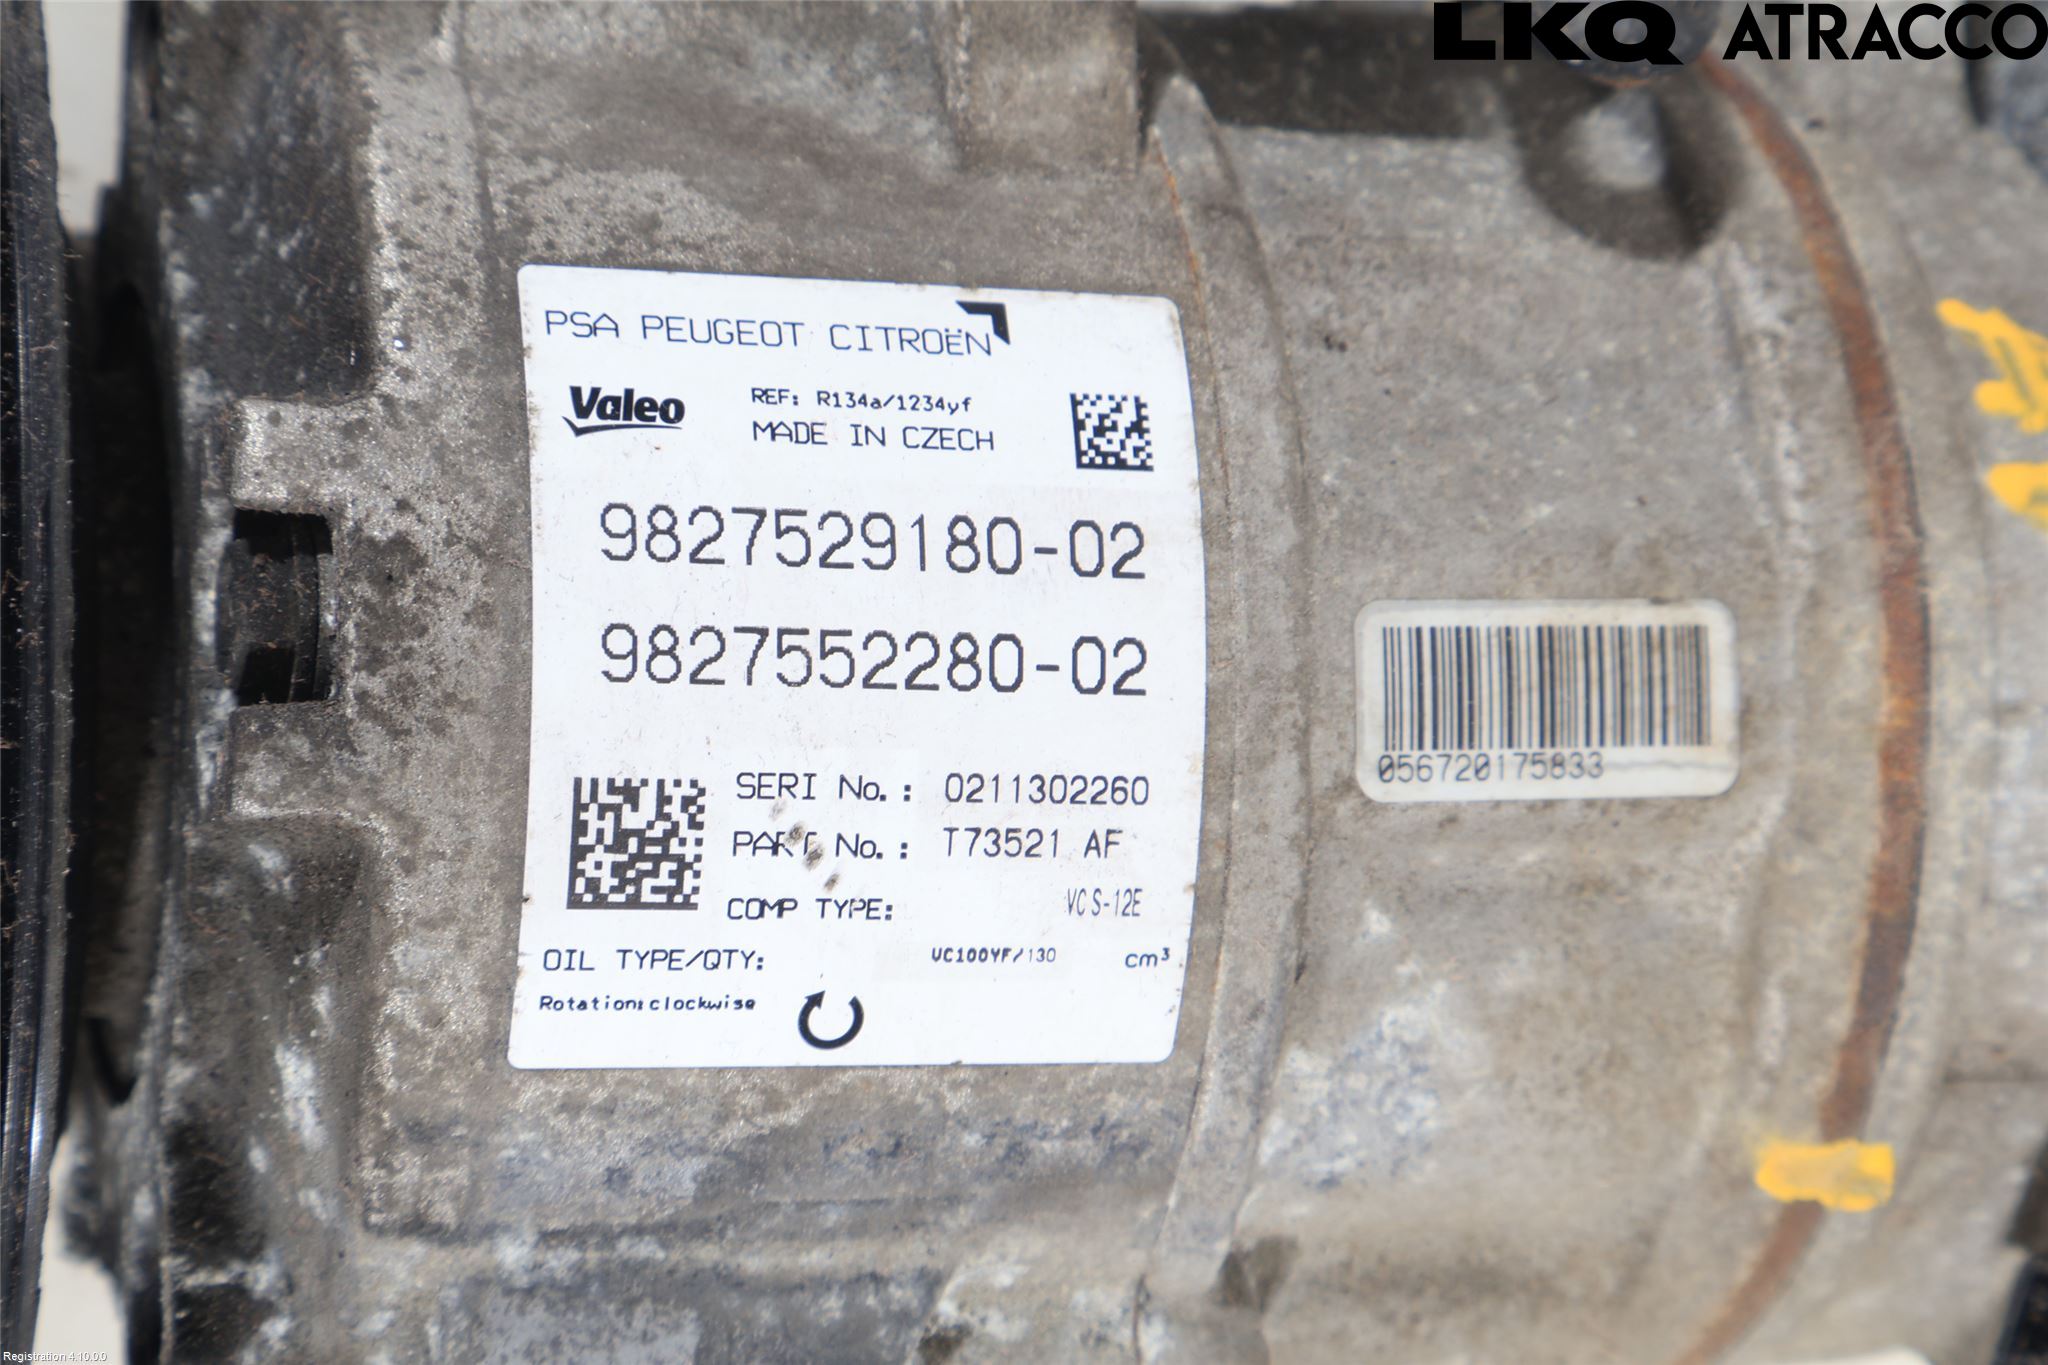 LKQ ATRACCO
PSA PEUGEOT CITROËN
Valeo
REF: R134a/1234yf
MADE IN CZECH
9827529180-02
9827552280-02
SERI No.: 0211302260
PART No.: T73521 AF
COMP TYPE: VCS-12E
OIL TYPE/QTY: VC100YF/130 cm³
Rotation:clockwise
056720175833
Registration 4.10.0.0